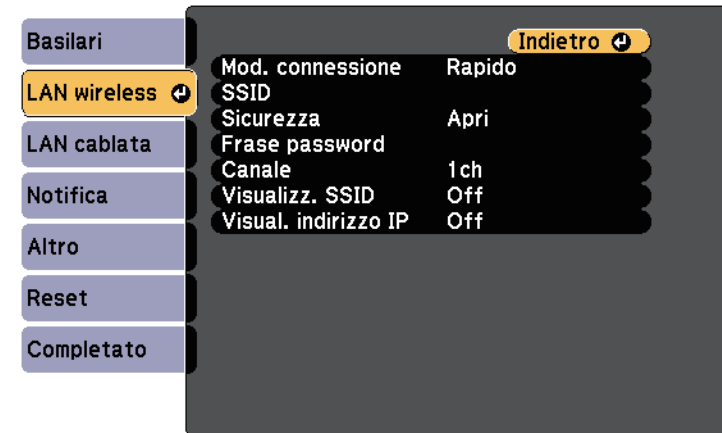 Basilari
LAN wireless
LAN cablata
Notifica
Altro
Reset
Completato
Indietro
Mod. connessione Rapido
SSID
Sicurezza Apri
Frase password
Canale 1ch
Visualizz. SSID Off
Visual. indirizzo IP Off